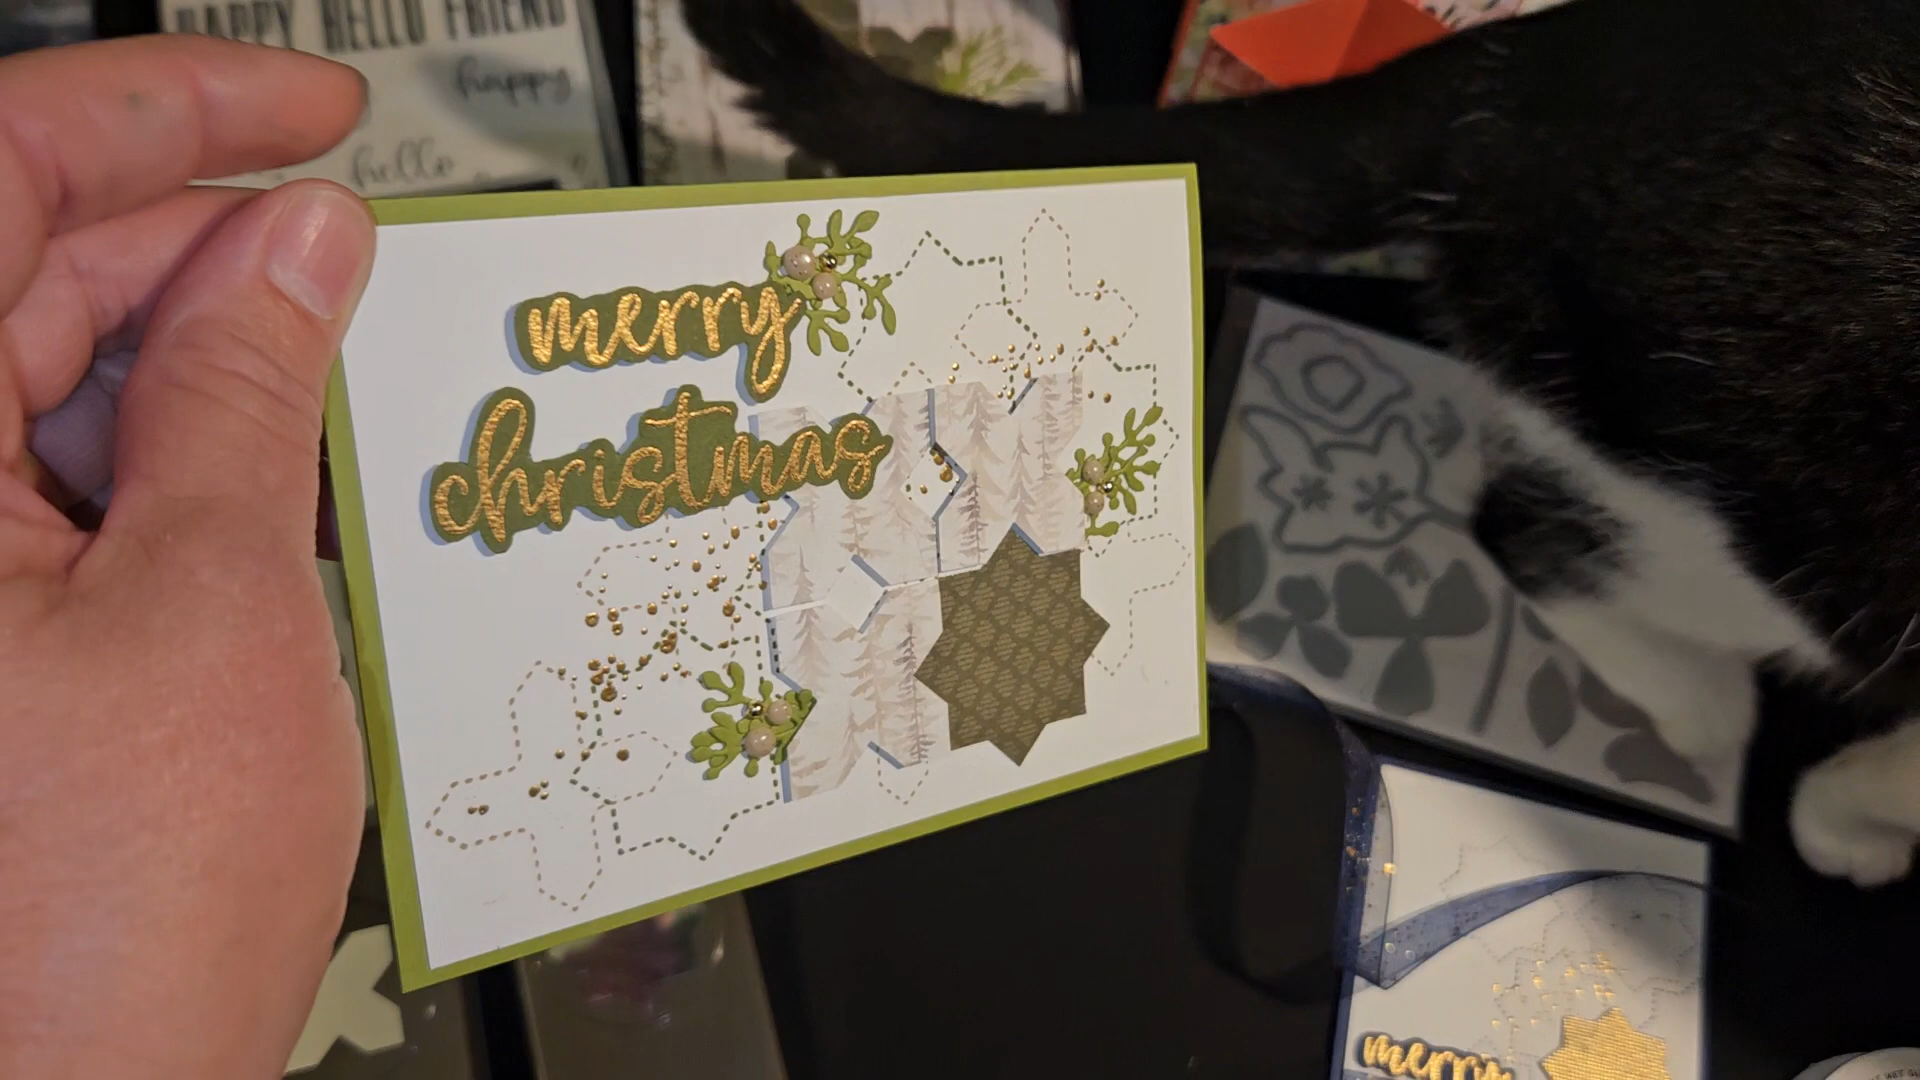 HAPPY HELLO FRIEND
happy
hello
merry
christmas
merry